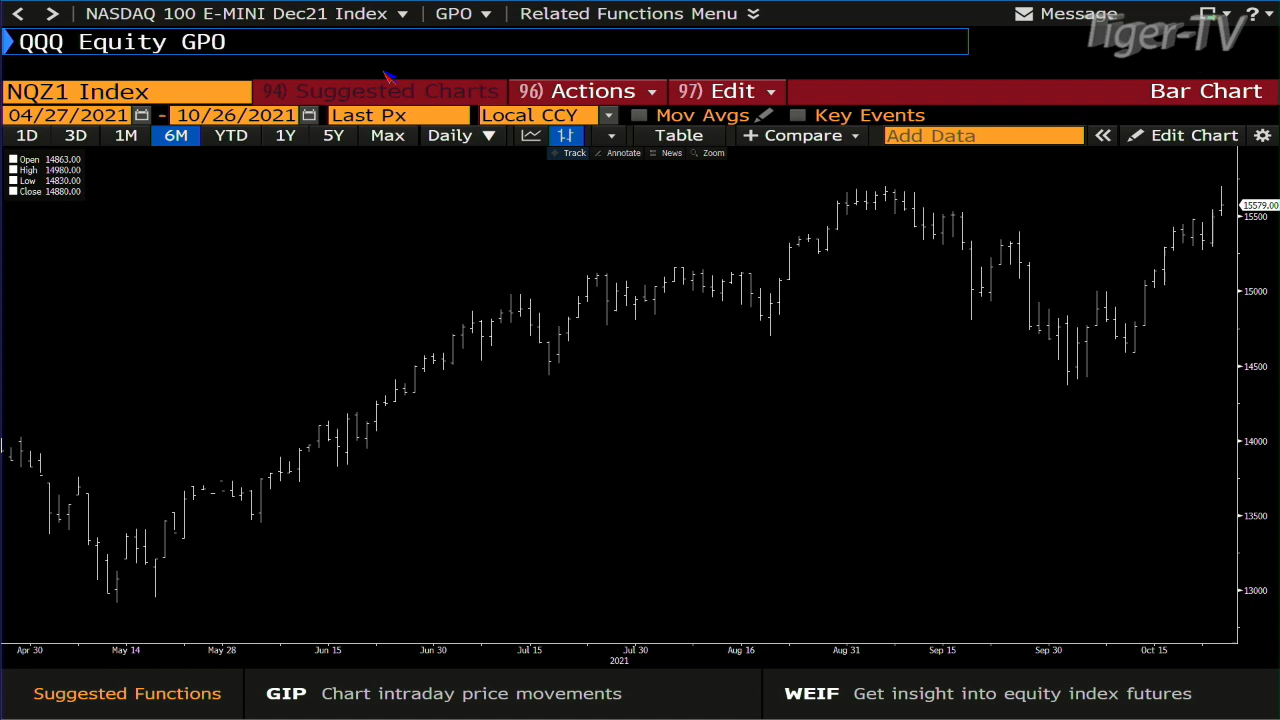 NASDAQ 100 E-MINI Dec21 Index GPO Related Functions Menu Message ?
Tiger-TV
QQQ Equity GPO
NQZ1 Index 94) Suggested Charts 96) Actions 97) Edit Bar Chart
04/27/2021 - 10/26/2021 Last Px Local CCY Mov Avgs Key Events
1D 3D 1M 6M YTD 1Y 5Y Max Daily Table + Compare Add Data Edit Chart
Track Annotate News Zoom
Open 14863.00
High 14980.00
Low 14830.00
Close 14880.00
15579.00
15500
15000
14500
14000
13500
13000
Apr 30 May 14 May 28 Jun 15 Jun 30 Jul 15 Jul 30 Aug 16 Aug 31 Sep 15 Sep 30 Oct 15
2021
Suggested Functions GIP Chart intraday price movements WEIF Get insight into equity index futures